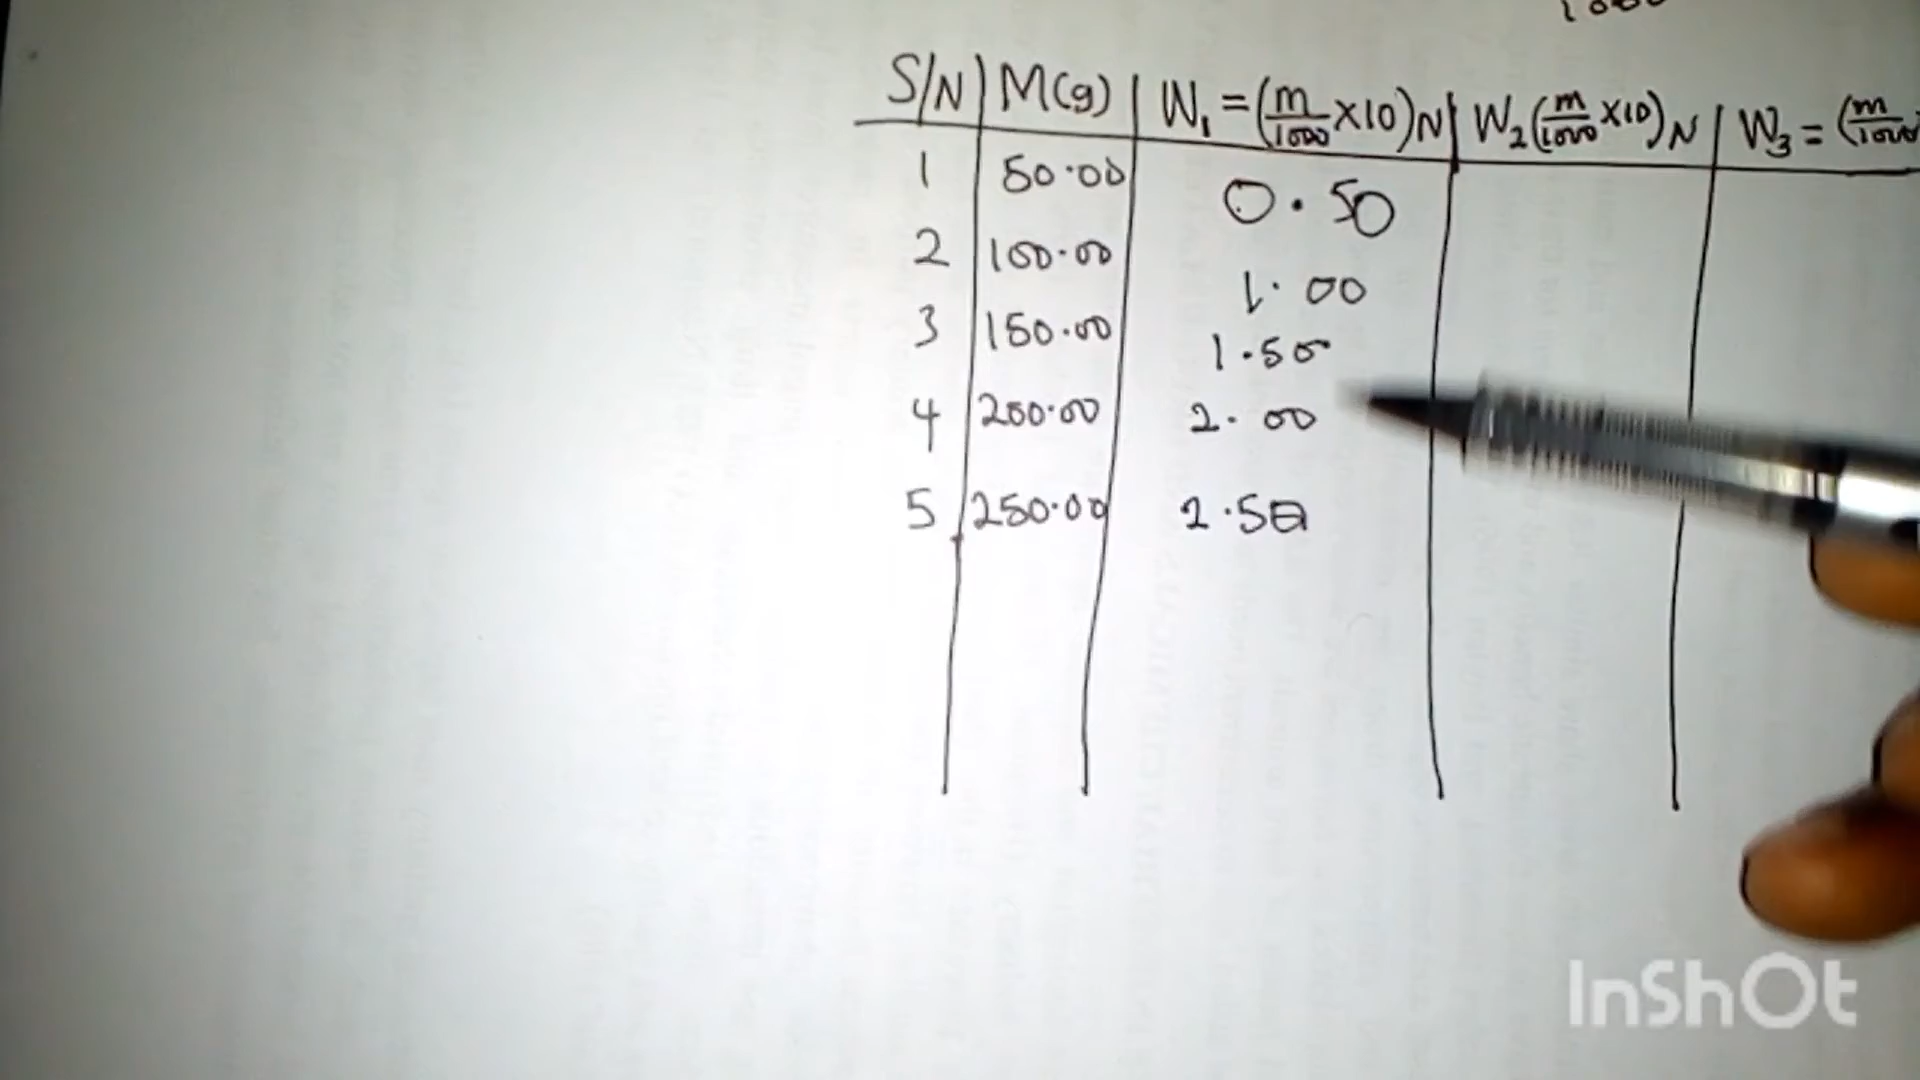 S/N | M(g) | W₁ = (m/1000 ×10)N | W₂(m/1000 ×10)N | W₃ = (m/1000
1 | 50.00 | 0.50
2 | 100.00 | 1.00
3 | 150.00 | 1.50
4 | 200.00 | 2.00
5 | 250.00 | 2.50
InShOt